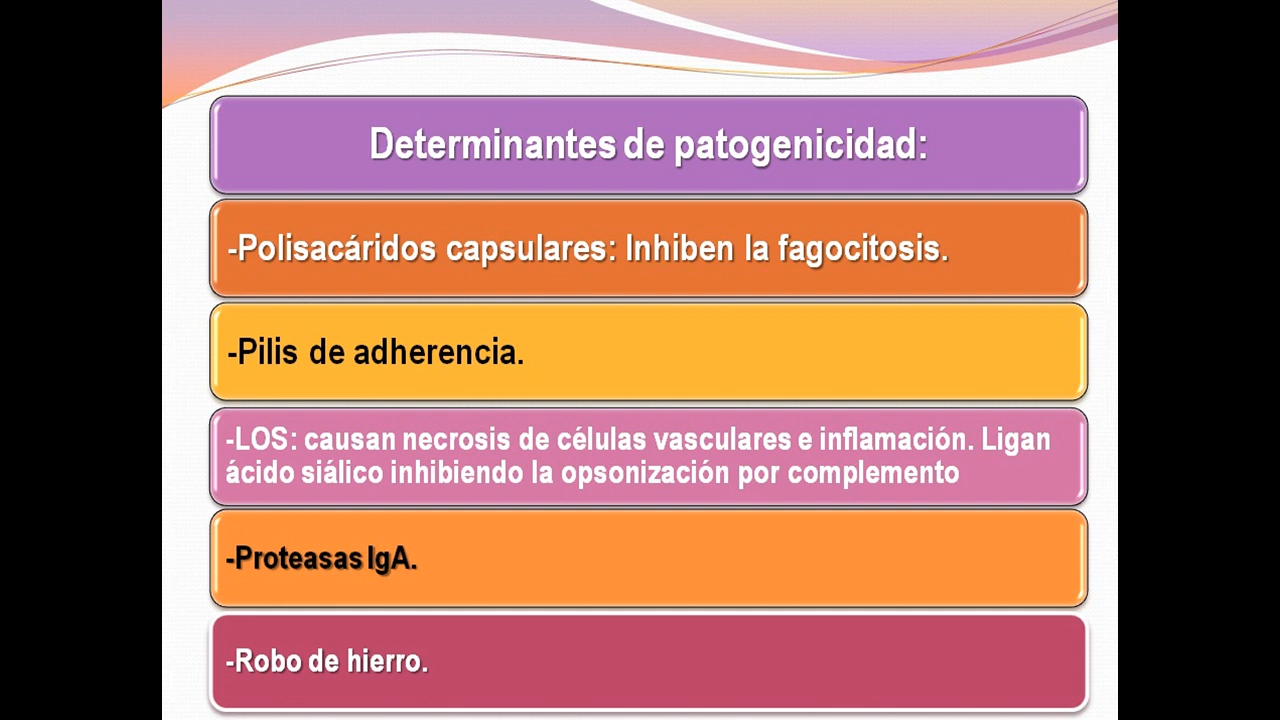 Determinantes de patogenicidad:
-Polisacáridos capsulares: Inhiben la fagocitosis.
-Pilis de adherencia.
-LOS: causan necrosis de células vasculares e inflamación. Ligan
ácido siálico inhibiendo la opsonización por complemento
-Proteasas IgA.
-Robo de hierro.